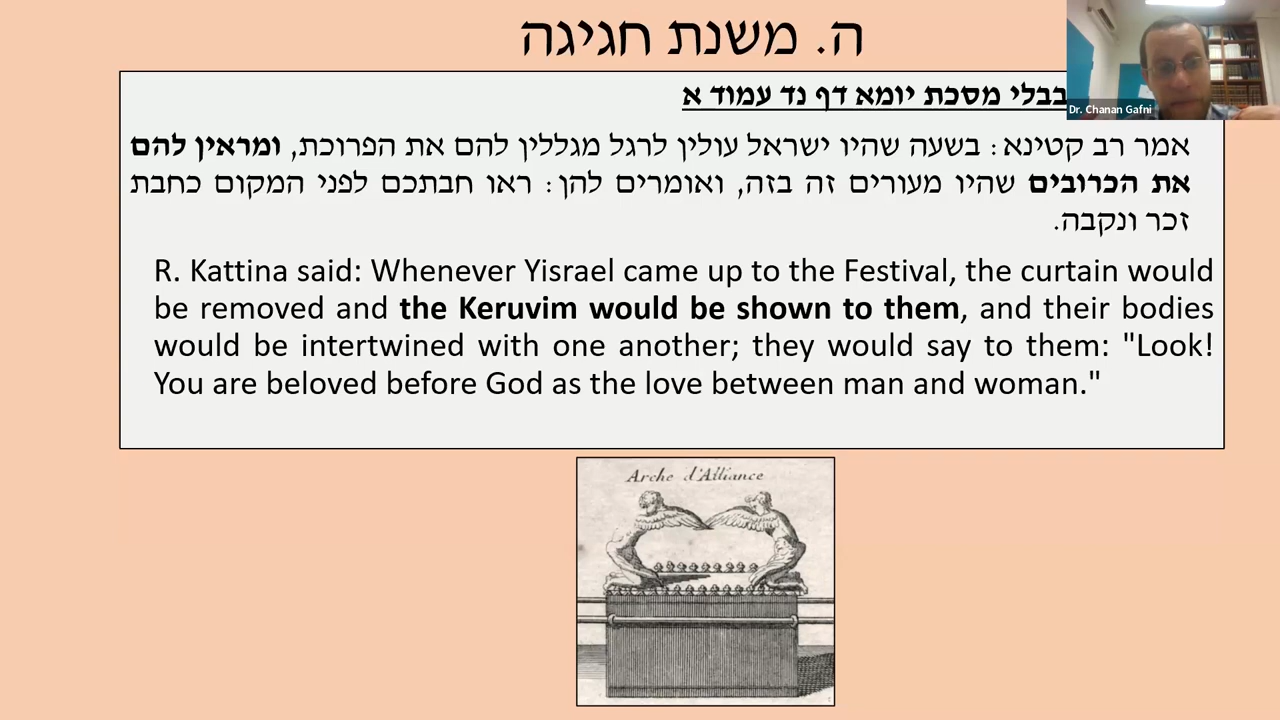 ה. משנת חגיגה
Dr. Chanan Gafni
בבלי מסכת יומא דף נד עמוד א
אמר רב קטינא: בשעה שהיו ישראל עולין לרגל מגללין להם את הפרוכת, ומראין להם
את הכרובים שהיו מעורים זה בזה, ואומרים להן: ראו חבתכם לפני המקום כחבת
זכר ונקבה.
R. Kattina said: Whenever Yisrael came up to the Festival, the curtain would
be removed and the Keruvim would be shown to them, and their bodies
would be intertwined with one another; they would say to them: "Look!
You are beloved before God as the love between man and woman."
Arche d'Alliance